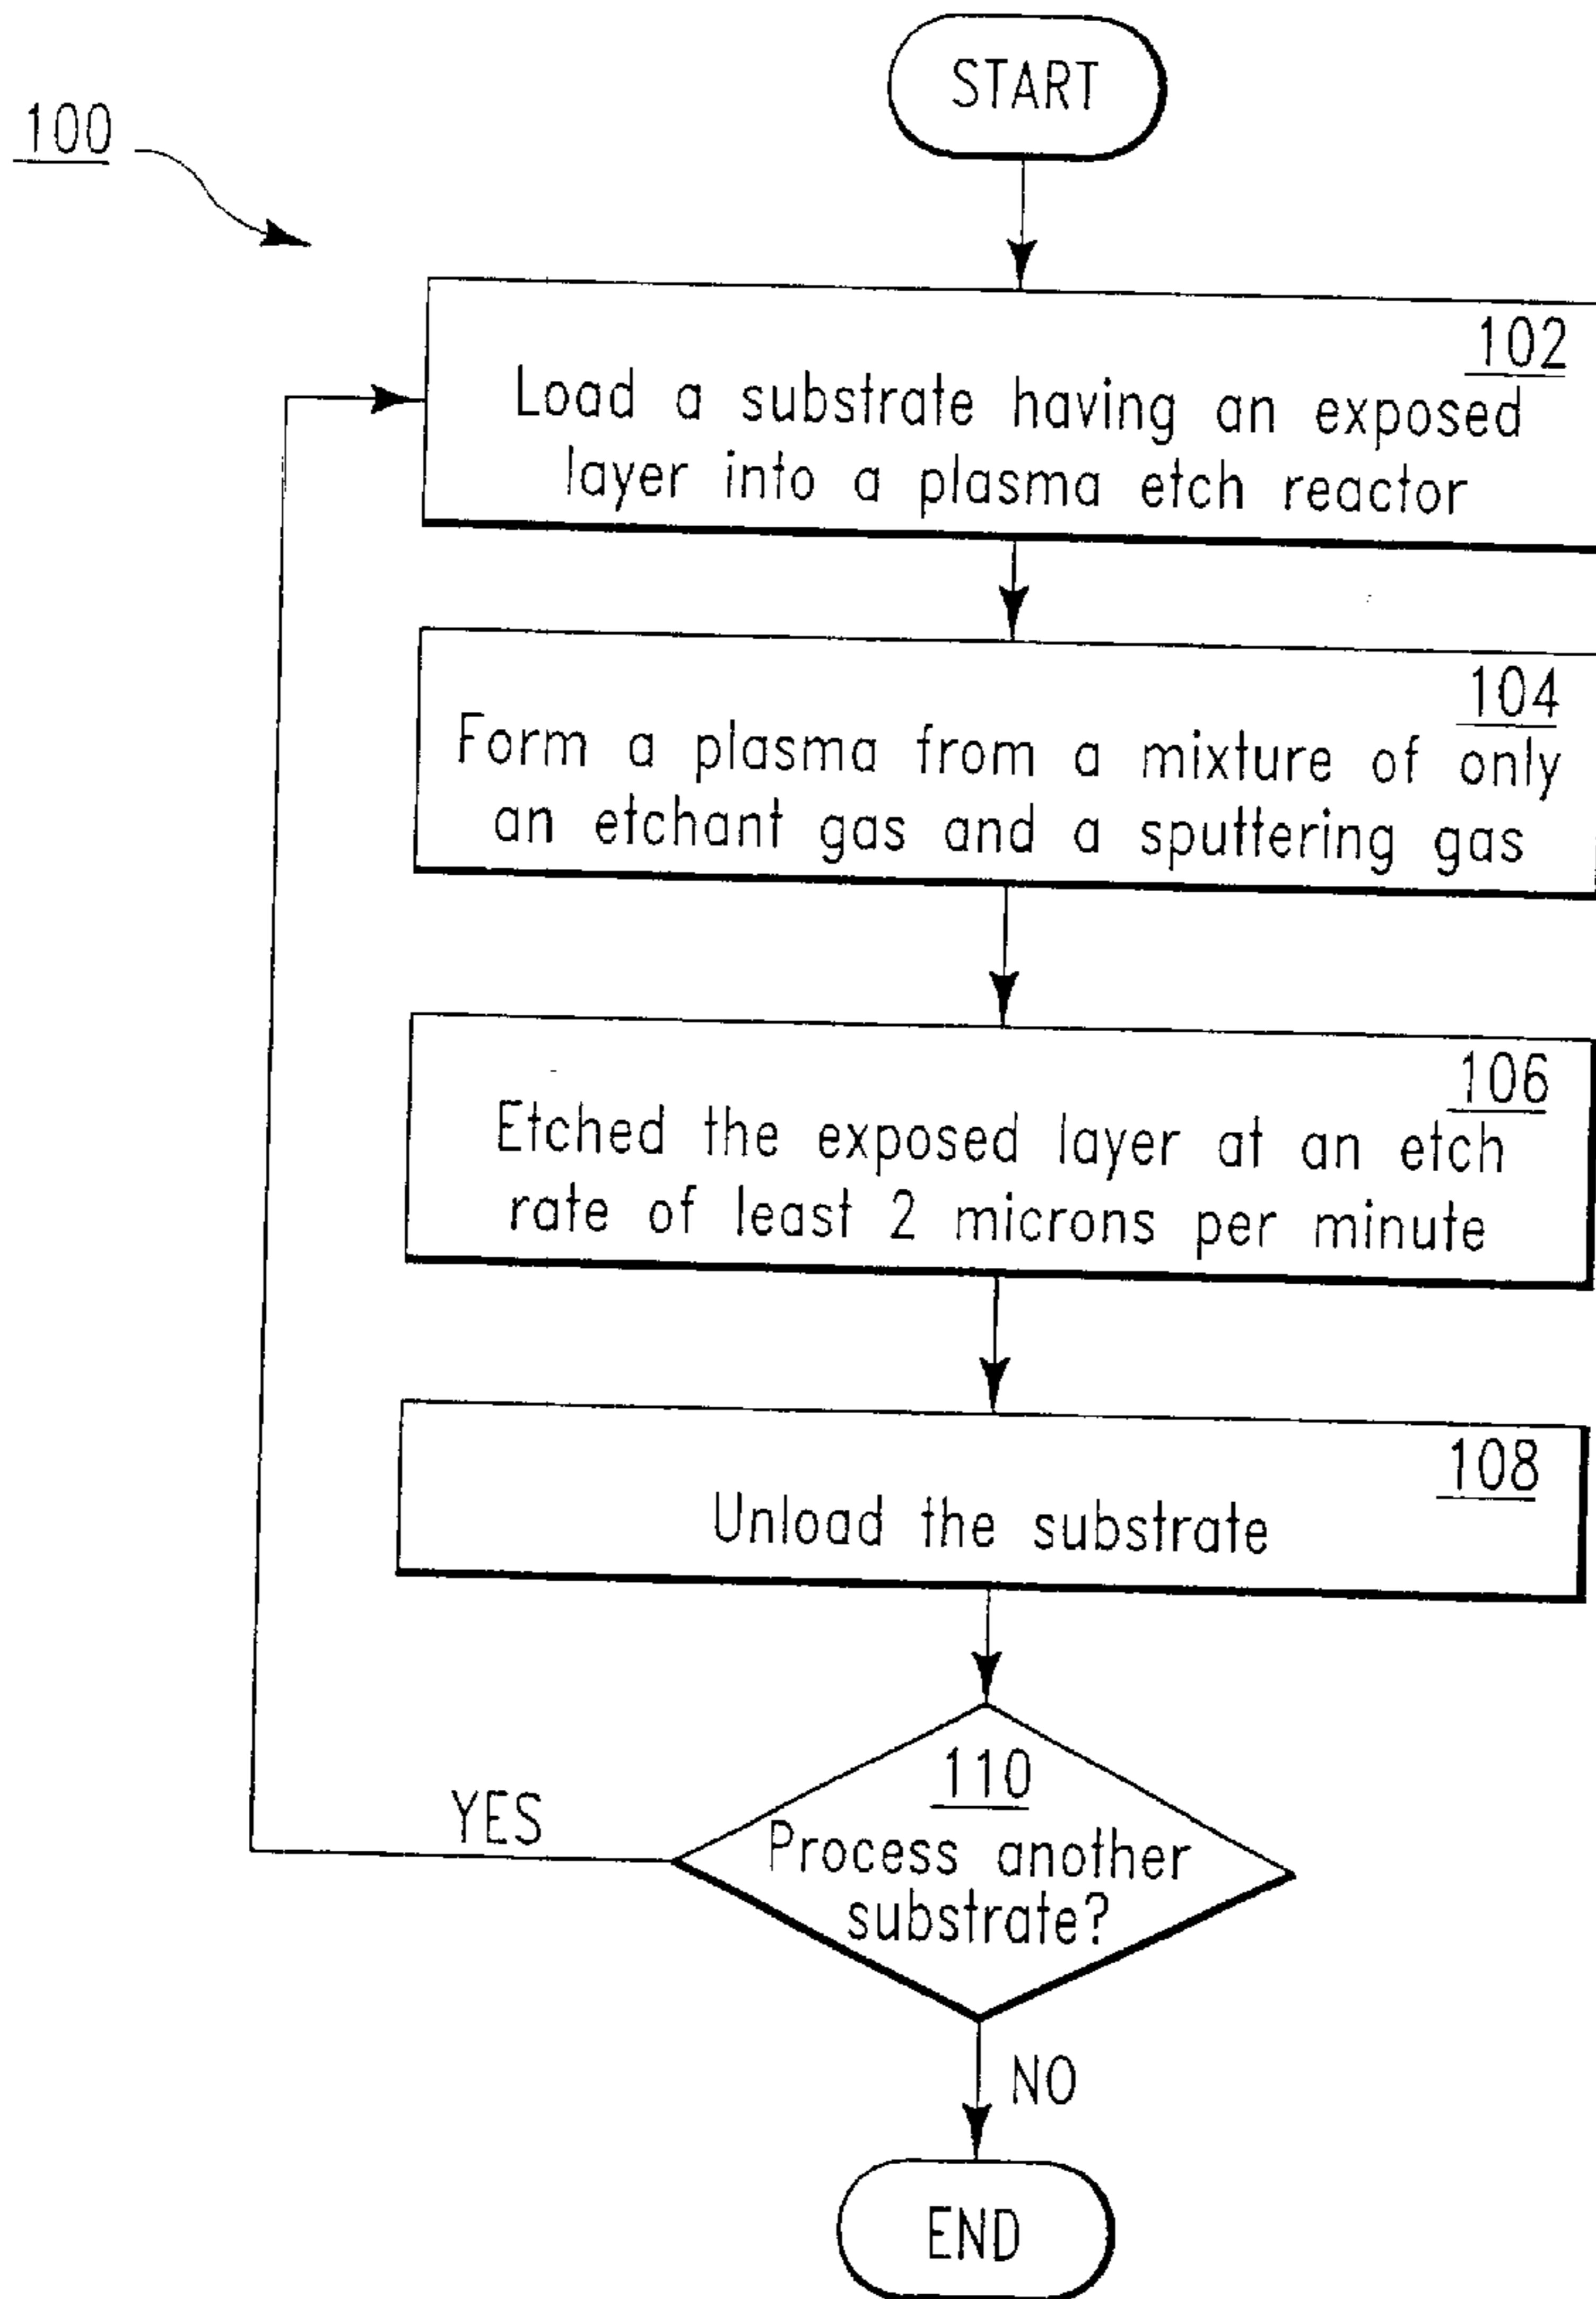 START
100
102
Load a substrate having an exposed
layer into a plasma etch reactor
104
Form a plasma from a mixture of only
an etchant gas and a sputtering gas
106
Etched the exposed layer at an etch
rate of least 2 microns per minute
108
Unload the substrate
110
Process another
substrate?
YES
NO
END